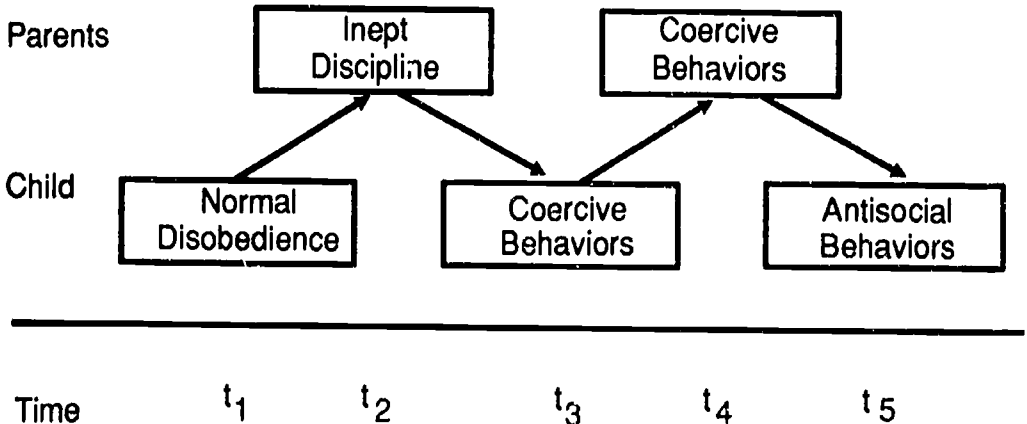 Parents
Inept
Discipline
Coercive
Behaviors
Child
Normal
Disobedience
Coercive
Behaviors
Antisocial
Behaviors
Time t1 t2 t3 t4 t5